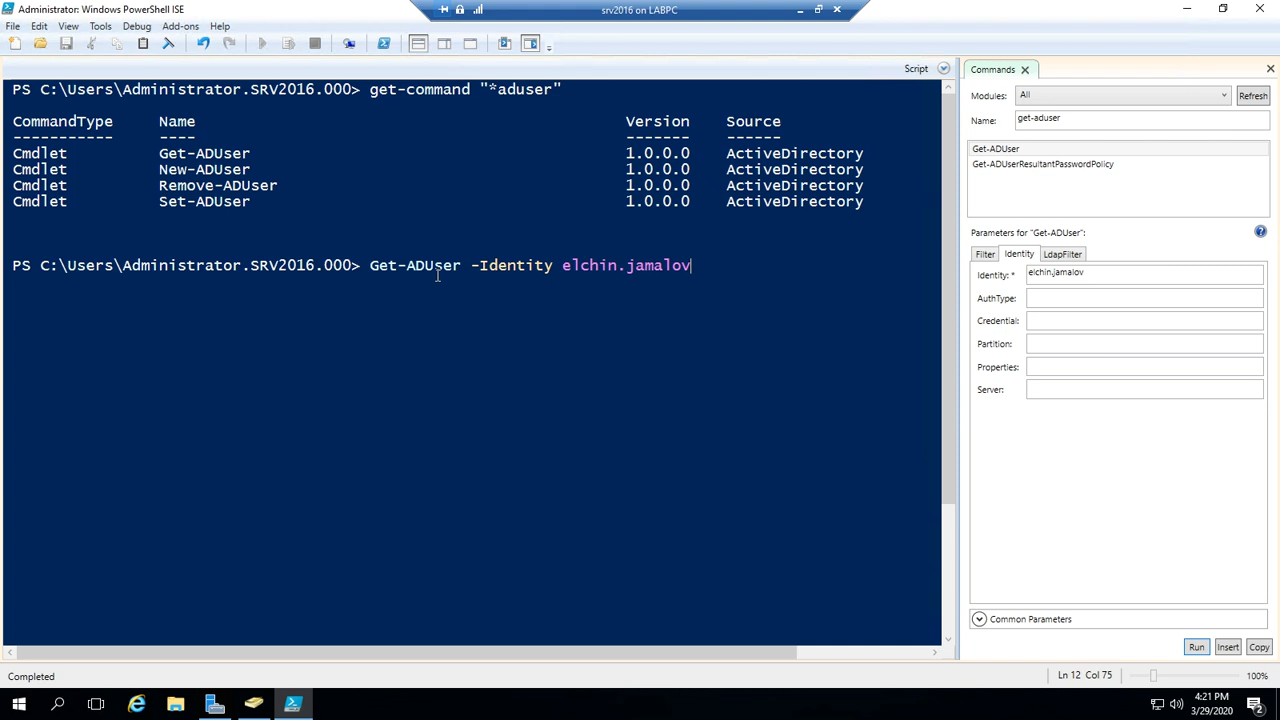 Administrator: Windows PowerShell ISE
srv2016 on LABPC
File Edit View Tools Debug Add-ons Help
Script
PS C:\Users\Administrator.SRV2016.000> get-command "*aduser"
CommandType Name Version Source
----------- ---- ------- ------
Cmdlet Get-ADUser 1.0.0.0 ActiveDirectory
Cmdlet New-ADUser 1.0.0.0 ActiveDirectory
Cmdlet Remove-ADUser 1.0.0.0 ActiveDirectory
Cmdlet Set-ADUser 1.0.0.0 ActiveDirectory
PS C:\Users\Administrator.SRV2016.000> Get-ADUser -Identity elchin.jamalov
Commands
Modules: All Refresh
Name: get-aduser
Get-ADUser
Get-ADUserResultantPasswordPolicy
Parameters for "Get-ADUser":
Filter Identity LdapFilter
Identity: * elchin.jamalov
AuthType:
Credential:
Partition:
Properties:
Server:
Common Parameters
Run Insert Copy
Completed
Ln 12 Col 75
100%
4:21 PM
3/29/2020
2